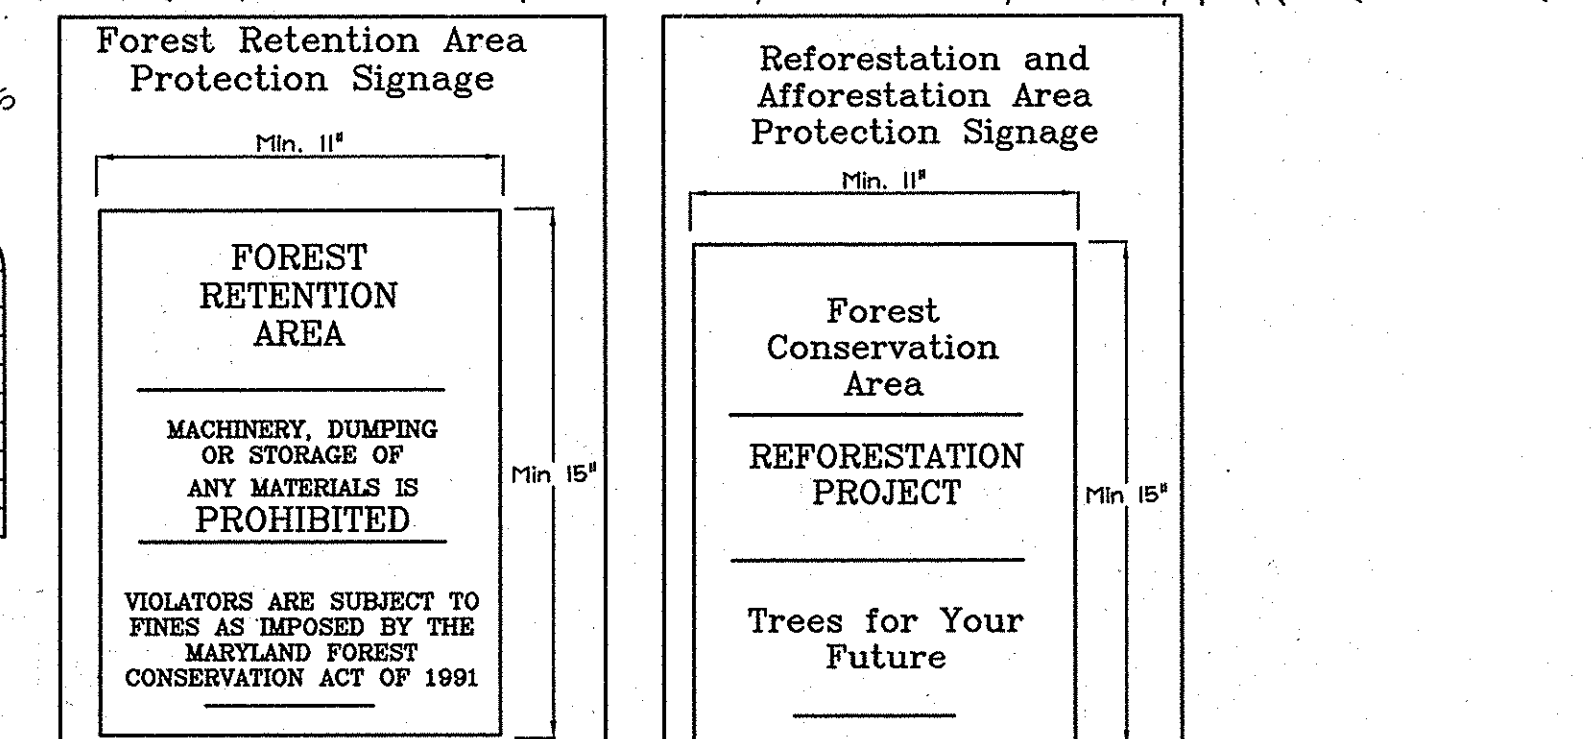 Forest Retention Area
Protection Signage
Min. 11"
FOREST
RETENTION
AREA
MACHINERY, DUMPING
OR STORAGE OF
ANY MATERIALS IS
PROHIBITED
Min 15"
VIOLATORS ARE SUBJECT TO
FINES AS IMPOSED BY THE
MARYLAND FOREST
CONSERVATION ACT OF 1991
Reforestation and
Afforestation Area
Protection Signage
Min. 11"
Forest
Conservation
Area
REFORESTATION
PROJECT
Min 15"
Trees for Your
Future